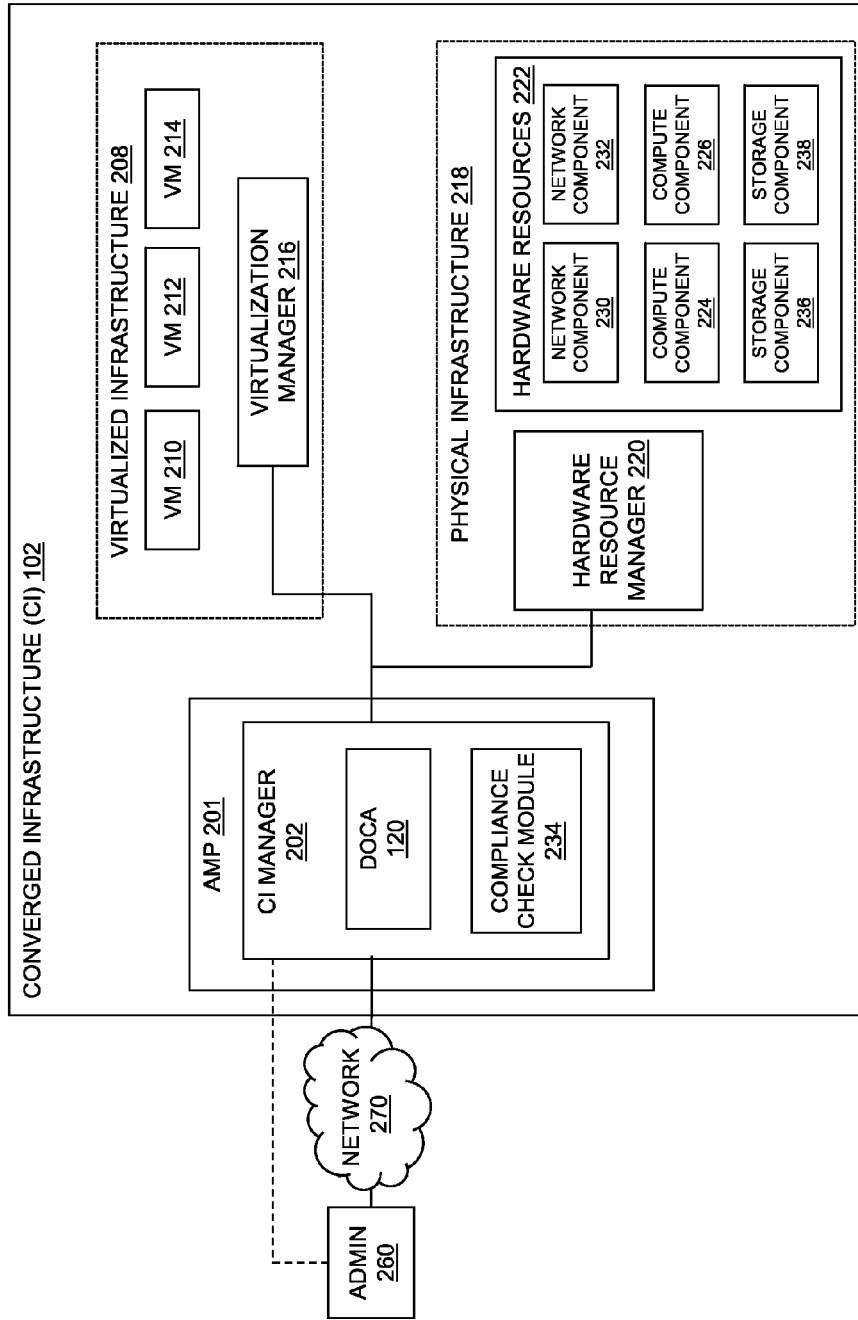 CONVERGED INFRASTRUCTURE (CI) 102
ADMIN
260
NETWORK
270
AMP 201
CI MANAGER
202
DOCA
120
COMPLIANCE
CHECK MODULE
234
VIRTUALIZED INFRASTRUCTURE 208
VM 210
VM 212
VM 214
VIRTUALIZATION
MANAGER 216
PHYSICAL INFRASTRUCTURE 218
HARDWARE
RESOURCE
MANAGER 220
HARDWARE RESOURCES 222
NETWORK
COMPONENT
230
NETWORK
COMPONENT
232
COMPUTE
COMPONENT
224
COMPUTE
COMPONENT
226
STORAGE
COMPONENT
236
STORAGE
COMPONENT
238